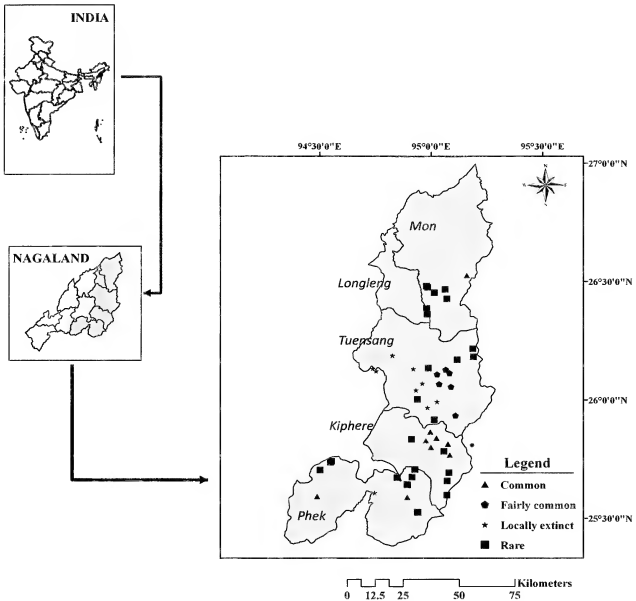 INDIA
NAGALAND
94°30'0"E 95°0'0"E 95°30'0"E
27°0'0"N
26°30'0"N
26°0'0"N
25°30'0"N
N
Mon
Longleng
Tuensang
Kiphere
Phek
Legend
Common
Fairly common
Locally extinct
Rare
Kilometers
0 12.5 25 50 75